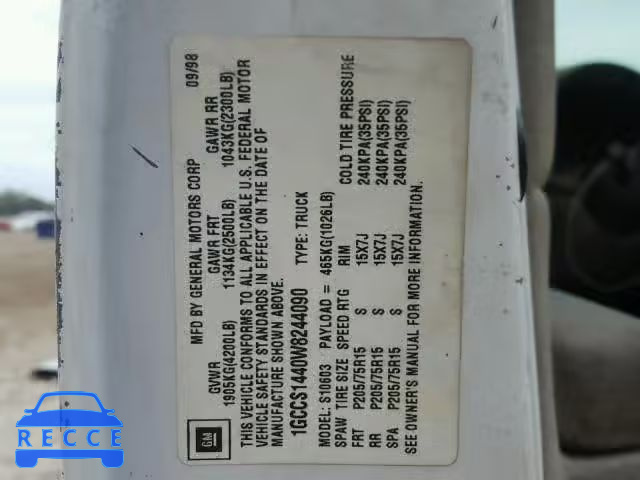 MFD BY GENERAL MOTORS CORP 09/98
GVWR GAWR FRT GAWR RR
1905KG(4200LB) 1134KG(2500LB) 1043KG(2300LB)
THIS VEHICLE CONFORMS TO ALL APPLICABLE U.S. FEDERAL MOTOR
VEHICLE SAFETY STANDARDS IN EFFECT ON THE DATE OF
MANUFACTURE SHOWN ABOVE.
1GCCS1440W8244090 TYPE: TRUCK
MODEL: S10603 PAYLOAD = 465KG(1026LB)
SPAW TIRE SIZE SPEED RTG RIM COLD TIRE PRESSURE
FRT P205/75R15 S 15X7J 240KPA(35PSI)
RR P205/75R15 S 15X7J 240KPA(35PSI)
SPA P205/75R15 S 15X7J 240KPA(35PSI)
SEE OWNER'S MANUAL FOR MORE INFORMATION.
GM
RECCE